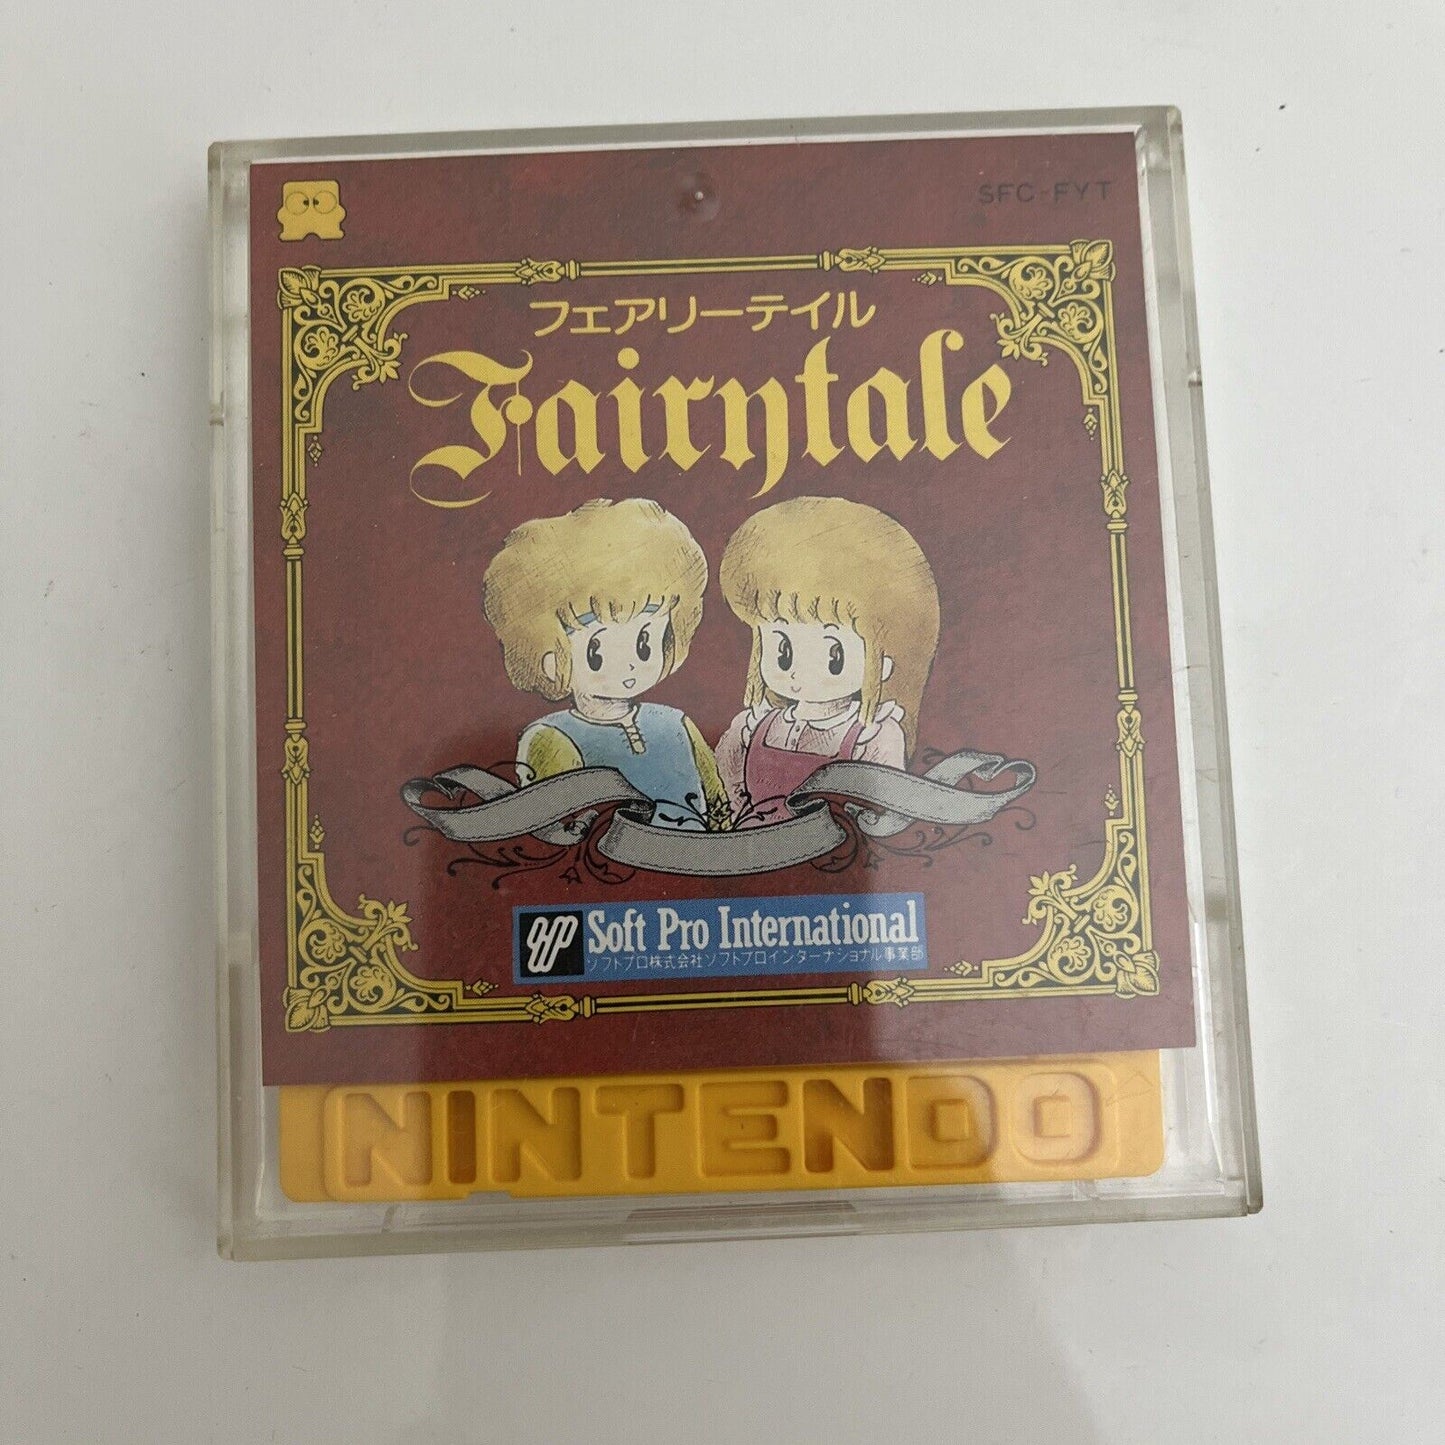 SFC-FYT
フェアリーテイル
Fairytale
Soft Pro International
ソフトプロ株式会社ソフトプロインターナショナル事業部
NINTENDO